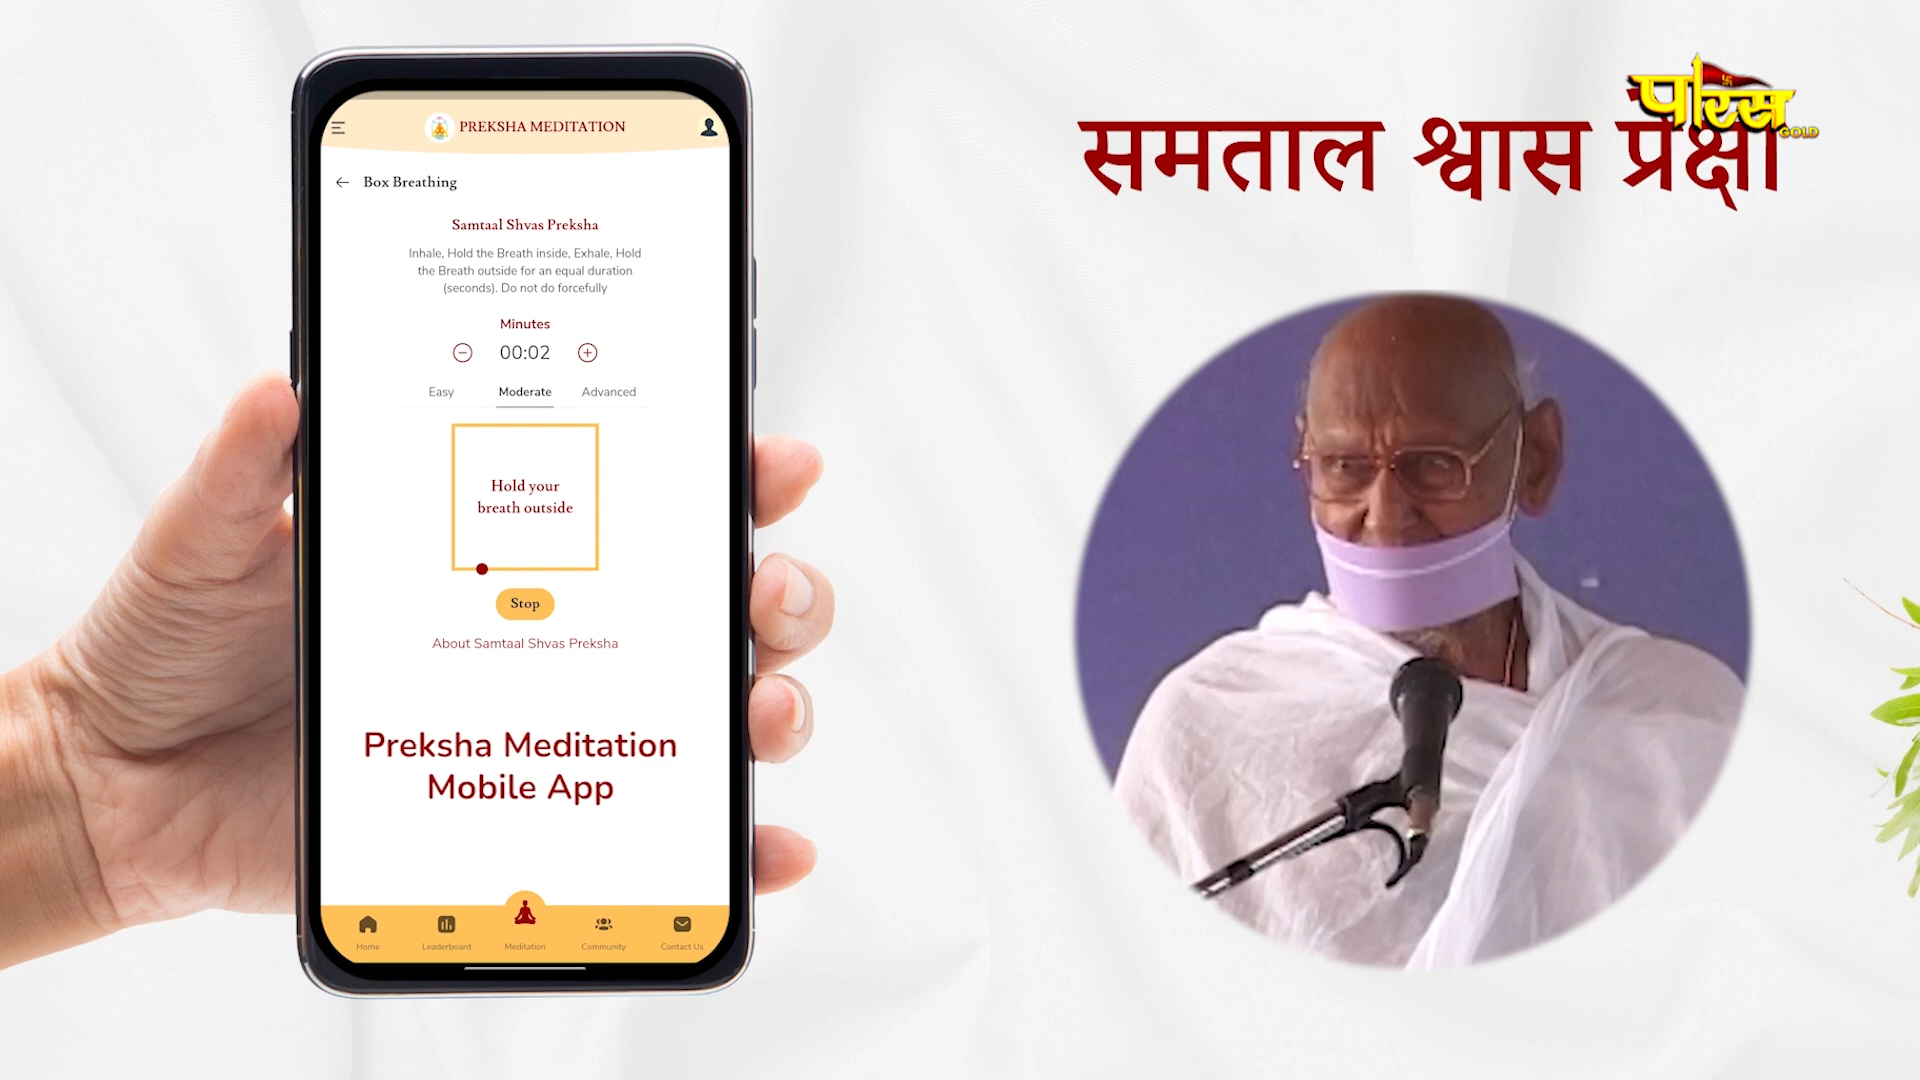 PREKSHA MEDITATION
Box Breathing
Samtaal Shvas Preksha
Inhale, Hold the Breath inside, Exhale, Hold
the Breath outside for an equal duration
(seconds). Do not do forcefully
Minutes
00:02
Easy Moderate Advanced
Hold your
breath outside
Stop
About Samtaal Shvas Preksha
Preksha Meditation
Mobile App
Home Leaderboard Meditation Community Contact Us
पारस
GOLD
समताल श्वास प्रेक्षा